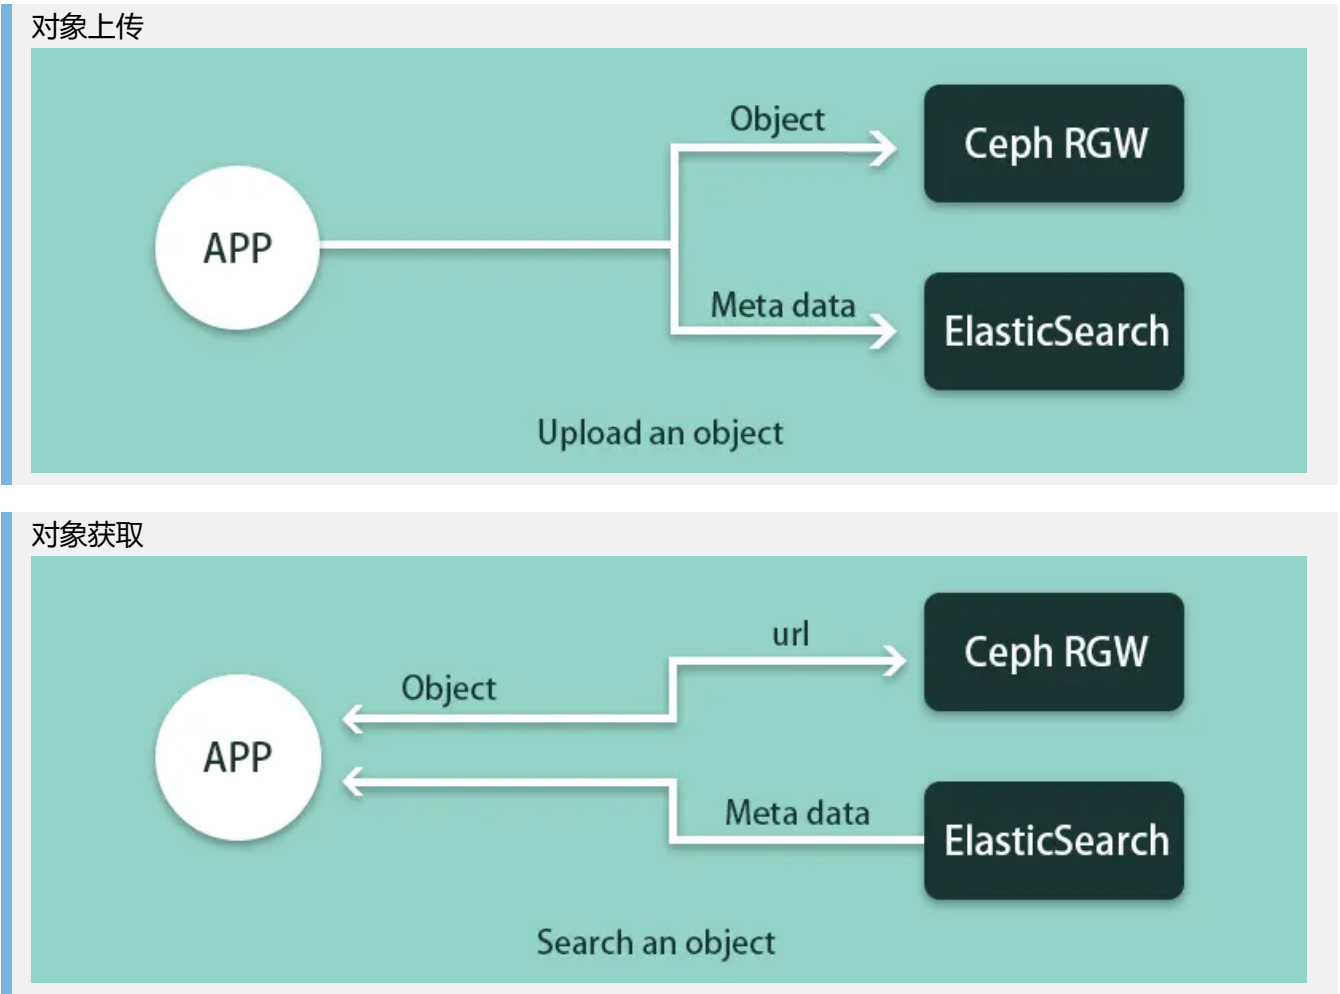 对象上传
Object
Ceph RGW
APP
Meta data
ElasticSearch
Upload an object
对象获取
url
Ceph RGW
Object
APP
Meta data
ElasticSearch
Search an object